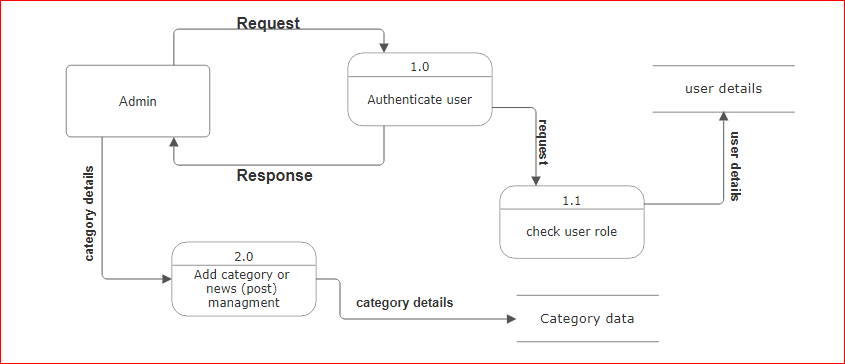 Request
1.0
Admin
Authenticate user
user details
request
user details
Response
category details
1.1
check user role
2.0
Add category or
news (post)
managment
category details
Category data